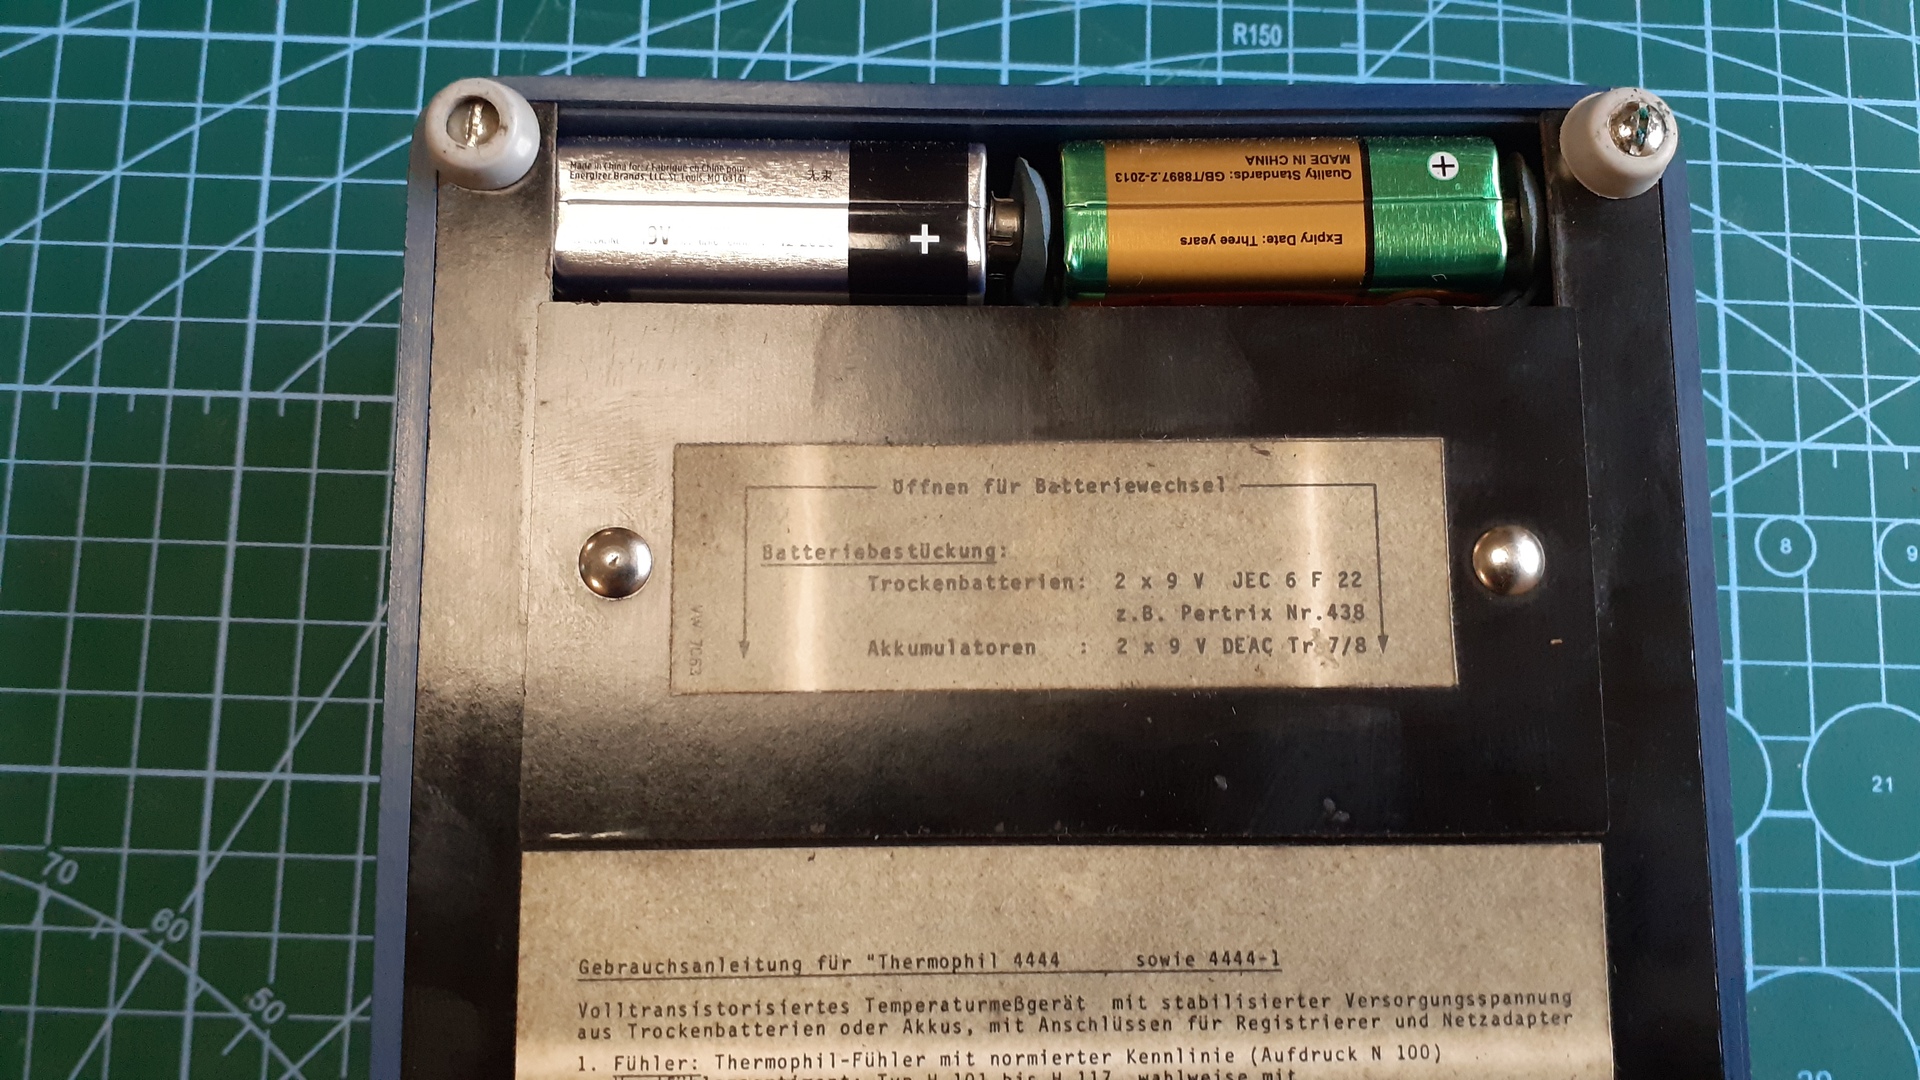 R150
Made in China for / Fabriqué en Chine pour
Energizer Brands, LLC, St. Louis, MO 63141
9V
+
+
MADE IN CHINA
Quality Standards: GB/T8897.2-2013
Expiry Date: Three years
Öffnen für Batteriewechsel
Batteriebestückung:
Trockenbatterien: 2 x 9 V JEC 6 F 22
z.B. Pertrix Nr.438
Akkumulatoren : 2 x 9 V DEAC Tr 7/8
VW 7063
8
9
21
70
60
50
Gebrauchsanleitung für "Thermophil 4444 sowie 4444-1
Volltransistorisiertes Temperaturmeßgerät mit stabilisierter Versorgungsspannung
aus Trockenbatterien oder Akkus, mit Anschlüssen für Registrierer und Netzadapter
1. Fühler: Thermophil-Fühler mit normierter Kennlinie (Aufdruck N 100)